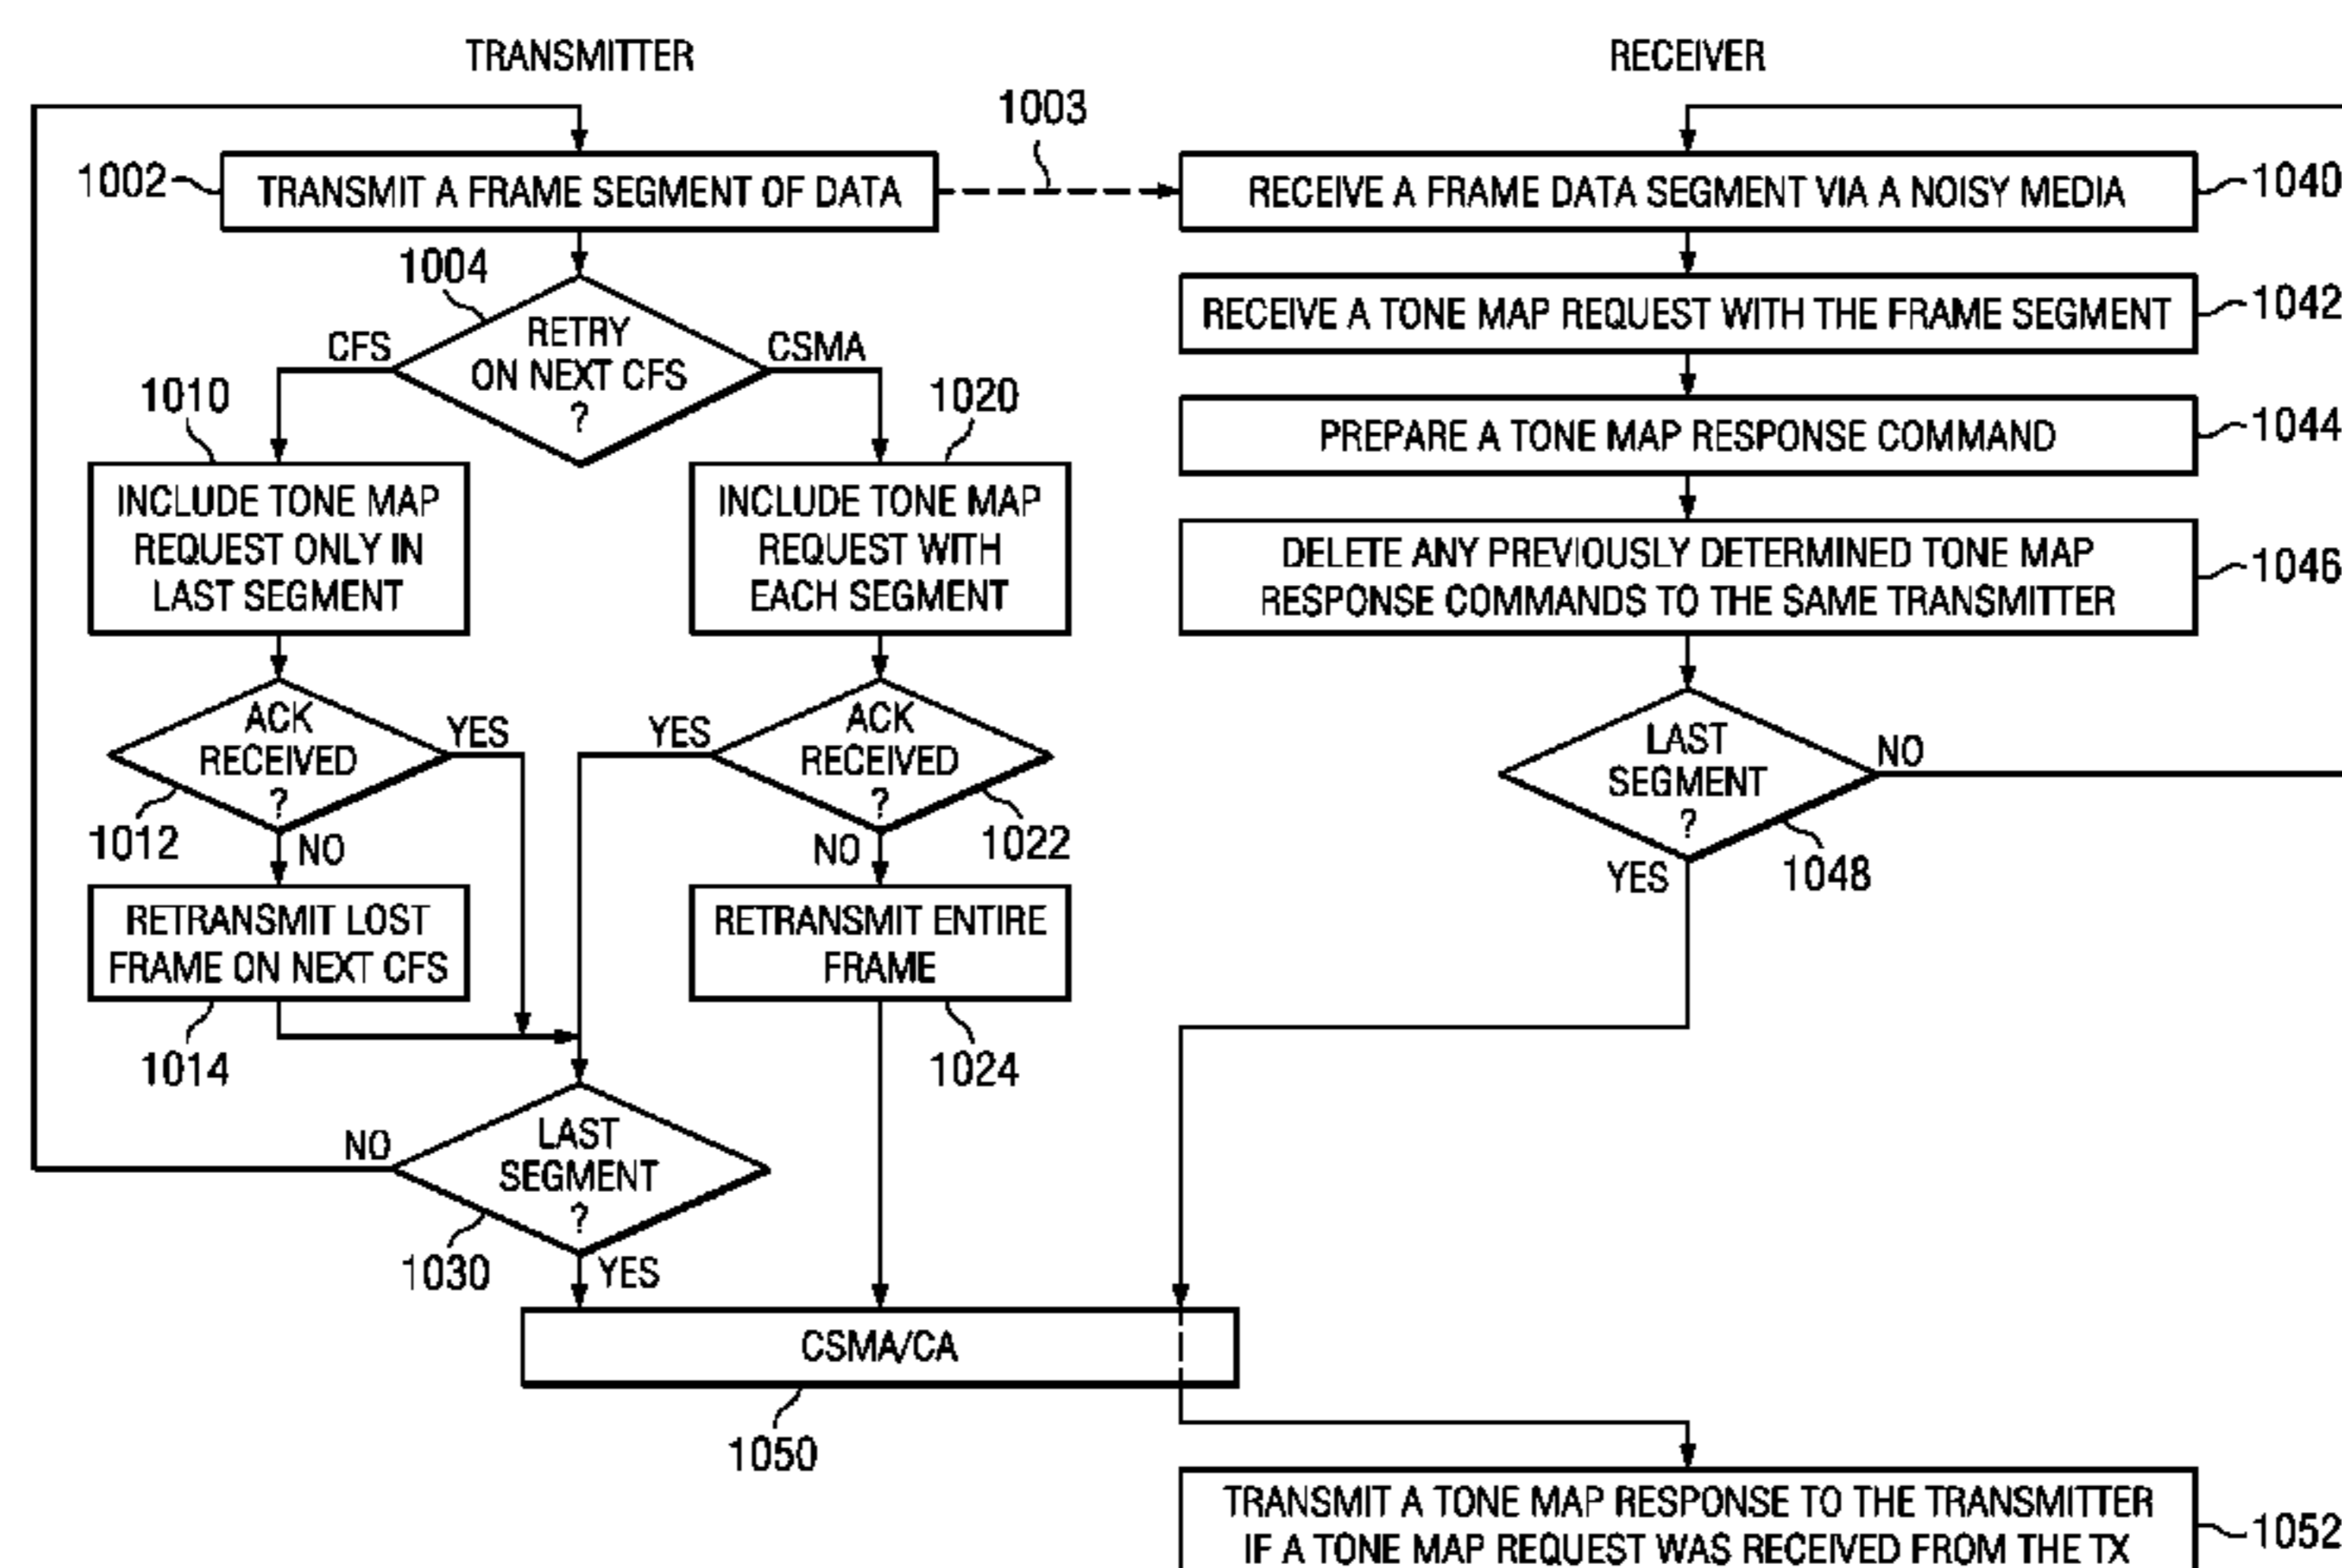 TRANSMITTER
1003
1002
TRANSMIT A FRAME SEGMENT OF DATA
1004
RETRY
ON NEXT CFS
?
CFS
CSMA
1010
INCLUDE TONE MAP
REQUEST ONLY IN
LAST SEGMENT
1020
INCLUDE TONE MAP
REQUEST WITH
EACH SEGMENT
ACK
RECEIVED
?
YES
1012
NO
YES
ACK
RECEIVED
?
NO
1022
RETRANSMIT LOST
FRAME ON NEXT CFS
1014
RETRANSMIT ENTIRE
FRAME
1024
NO
LAST
SEGMENT
?
1030
YES
CSMA/CA
1050
RECEIVER
RECEIVE A FRAME DATA SEGMENT VIA A NOISY MEDIA
1040
RECEIVE A TONE MAP REQUEST WITH THE FRAME SEGMENT
1042
PREPARE A TONE MAP RESPONSE COMMAND
1044
DELETE ANY PREVIOUSLY DETERMINED TONE MAP
RESPONSE COMMANDS TO THE SAME TRANSMITTER
1046
LAST
SEGMENT
?
NO
YES
1048
TRANSMIT A TONE MAP RESPONSE TO THE TRANSMITTER
IF A TONE MAP REQUEST WAS RECEIVED FROM THE TX
1052